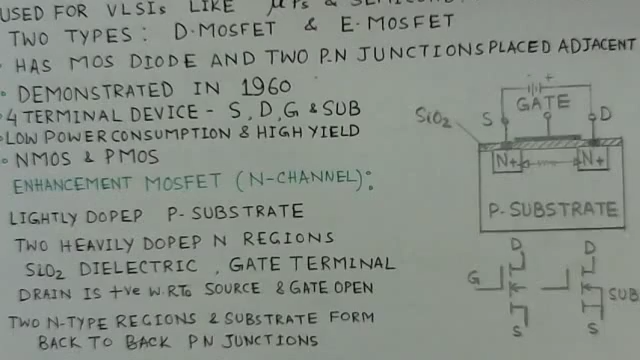 USED FOR VLSIs LIKE μPs &
TWO TYPES: D-MOSFET & E-MOSFET
• HAS MOS DIODE AND TWO P-N JUNCTIONS PLACED ADJACENT
• DEMONSTRATED IN 1960
• 4 TERMINAL DEVICE - S, D, G & SUB
• LOW POWER CONSUMPTION & HIGH YIELD
• NMOS & PMOS
ENHANCEMENT MOSFET (N-CHANNEL):
LIGHTLY DOPEP P-SUBSTRATE
TWO HEAVILY DOPEP N REGIONS
SiO2 DIELECTRIC, GATE TERMINAL
DRAIN IS +ve W.R.To SOURCE & GATE OPEN
TWO N-TYPE REGIONS & SUBSTRATE FORM
BACK TO BACK PN JUNCTIONS
+
GATE
SiO2 S D
N+ N+
P-SUBSTRATE
D D
G SUB
S S